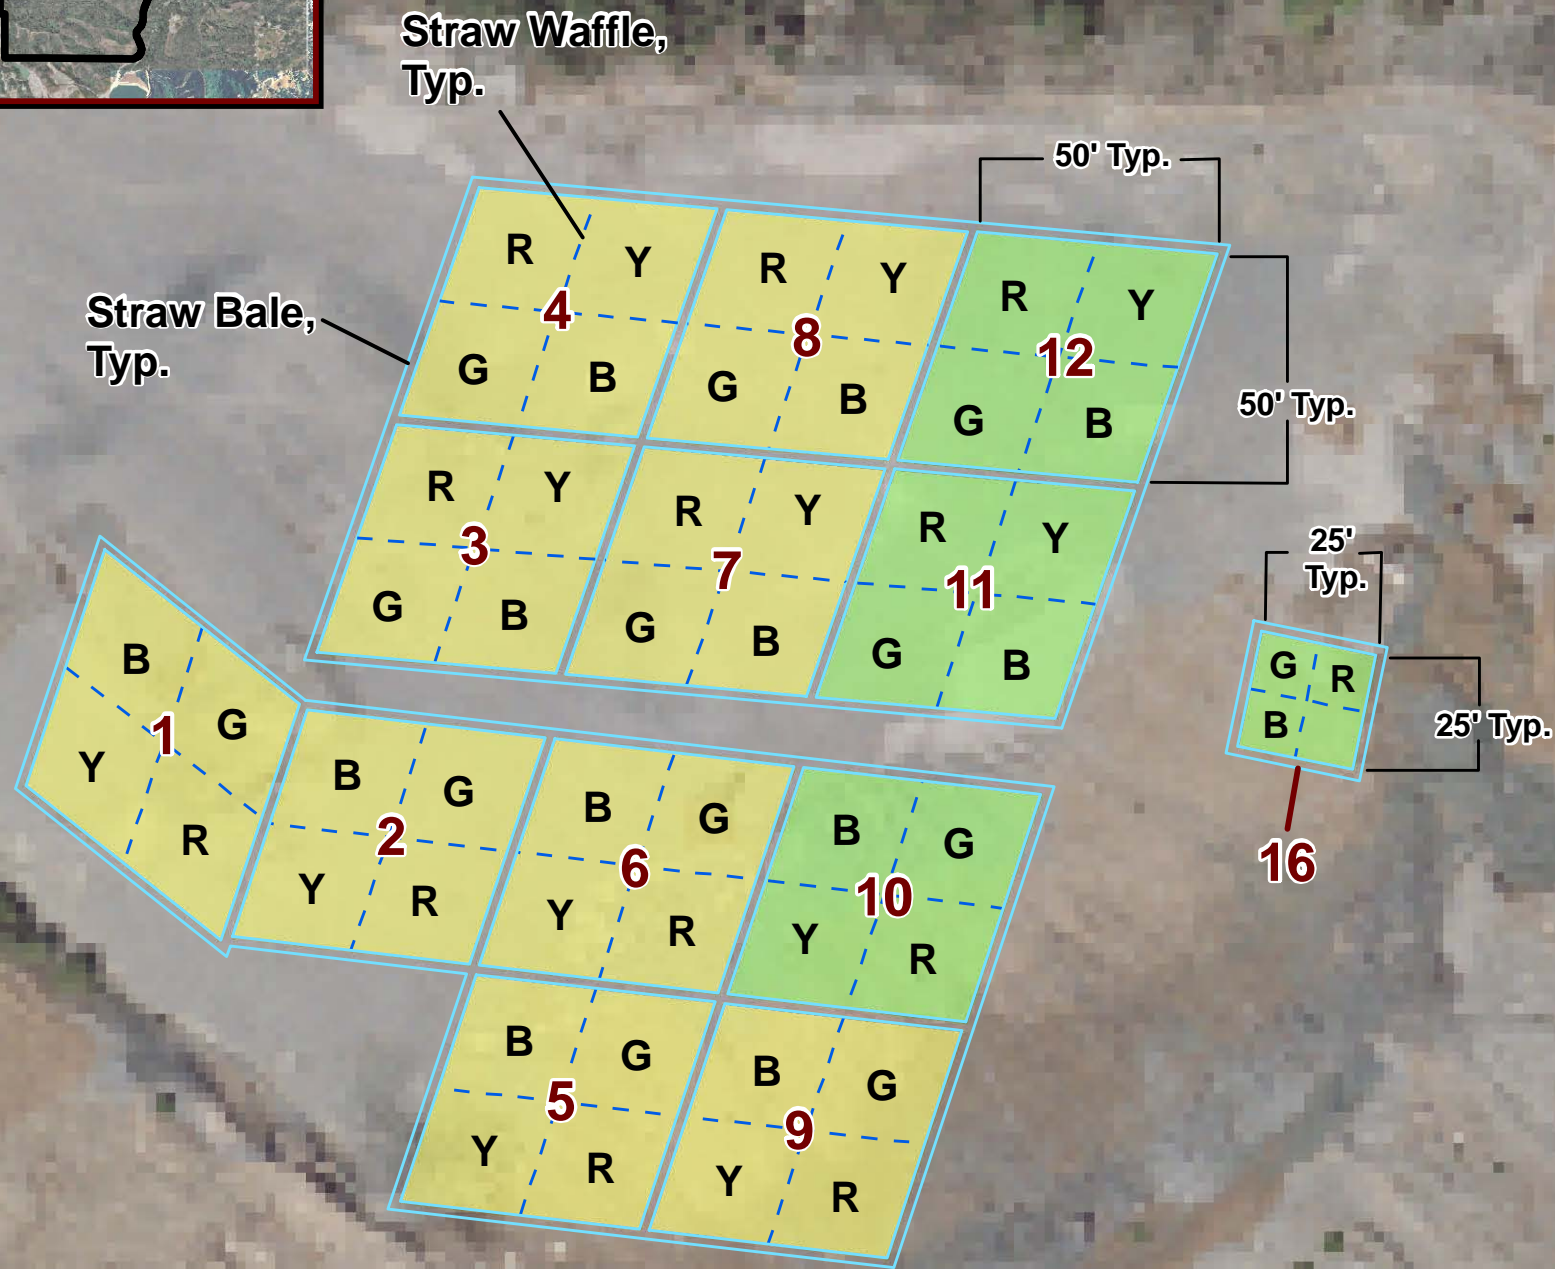 Straw Waffle,
Typ.
50' Typ.
Straw Bale,
Typ.
50' Typ.
R Y
4
G B
R Y
8
G B
R Y
12
G B
R Y
3
G B
R Y
7
G B
R Y
11
G B
25'
Typ.
G R
B
25' Typ.
16
B
G
1
Y
R
B G
2
Y R
B G
6
Y R
B G
10
Y R
B G
5
Y R
B G
9
Y R